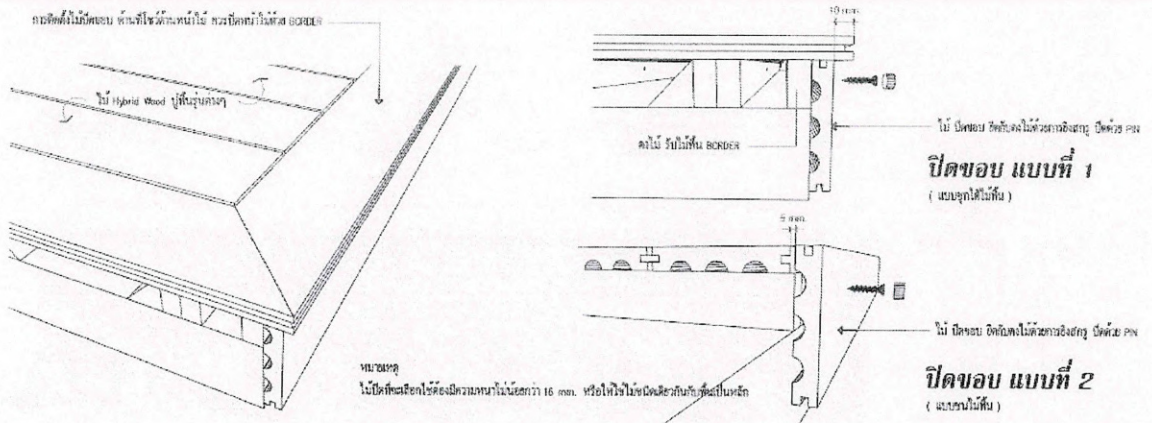 การติดตั้งไม้ปิดขอบ ด้านที่โชว์ด้านหน้าไม้ ควรปิดหน้าไม้ด้วย BORDER
ไม้ Hybrid Wood ปูพื้นรุ่นต่างๆ
10 mm.
ดงไม้ รับไม้พื้น BORDER
ไม้ ปิดขอบ ยึดกับดงไม้ด้วยการยิงสกรู ปิดด้วย PIN
ปิดขอบ แบบที่ 1
( แบบซุกใต้ไม้พื้น )
5 mm.
ไม้ ปิดขอบ ยึดกับดงไม้ด้วยการยิงสกรู ปิดด้วย PIN
ปิดขอบ แบบที่ 2
( แบบชนไม้พื้น )
หมายเหตุ
ไม้ปิดที่จะเลือกใช้ต้องมีความหนาไม่น้อยกว่า 16 mm. หรือให้ใช้ไม้ชนิดเดียวกันกับพื้นเป็นหลัก